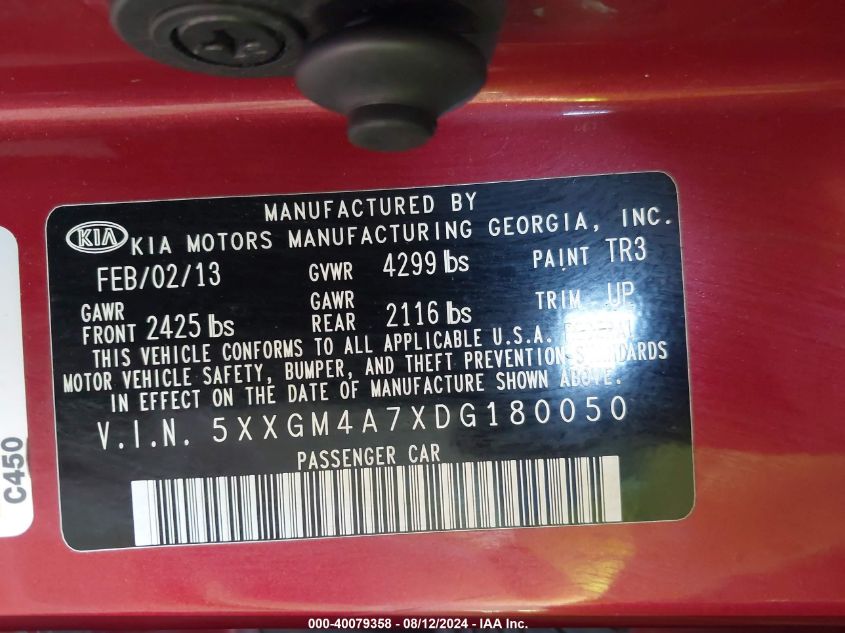 MANUFACTURED BY
KIA KIA MOTORS MANUFACTURING GEORGIA, INC.
FEB/02/13 GVWR 4299 lbs PAINT TR3
GAWR FRONT 2425 lbs GAWR REAR 2116 lbs TRIM UP
THIS VEHICLE CONFORMS TO ALL APPLICABLE U.S.A. FEDERAL
MOTOR VEHICLE SAFETY, BUMPER, AND THEFT PREVENTION STANDARDS
IN EFFECT ON THE DATE OF MANUFACTURE SHOWN ABOVE.
V.I.N. 5XXGM4A7XDG180050
PASSENGER CAR
C450
000-40079358 - 08/12/2024 - IAA Inc.